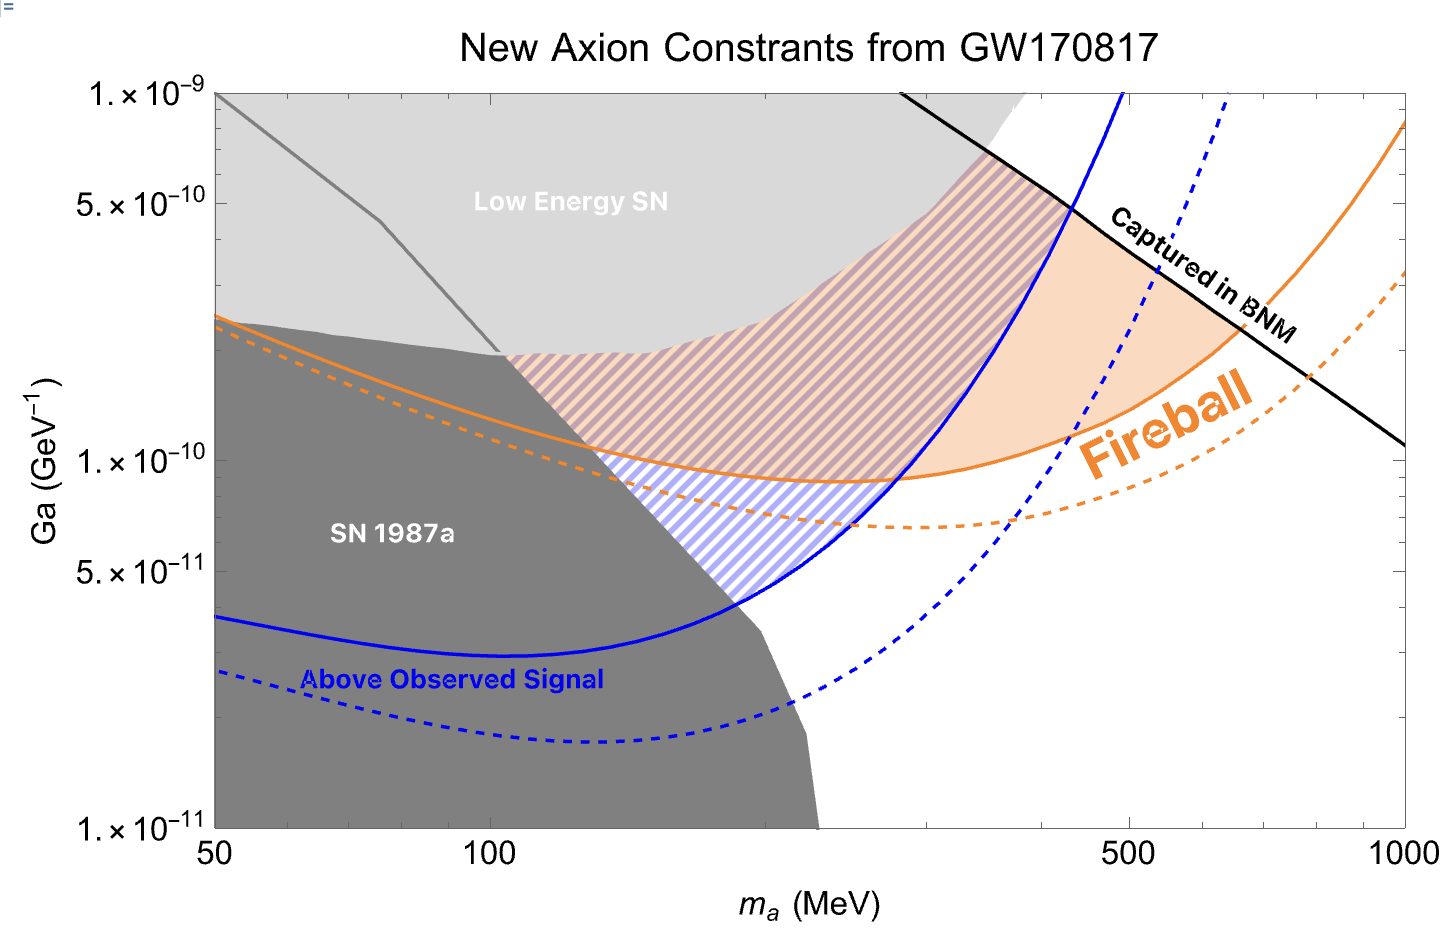 =
New Axion Constrants from GW170817
1.×10⁻⁹
5.×10⁻¹⁰
1.×10⁻¹⁰
5.×10⁻¹¹
1.×10⁻¹¹
Ga (GeV⁻¹)
Low Energy SN
Captured in BNM
Fireball
SN 1987a
Above Observed Signal
50
100
500
1000
mₐ (MeV)